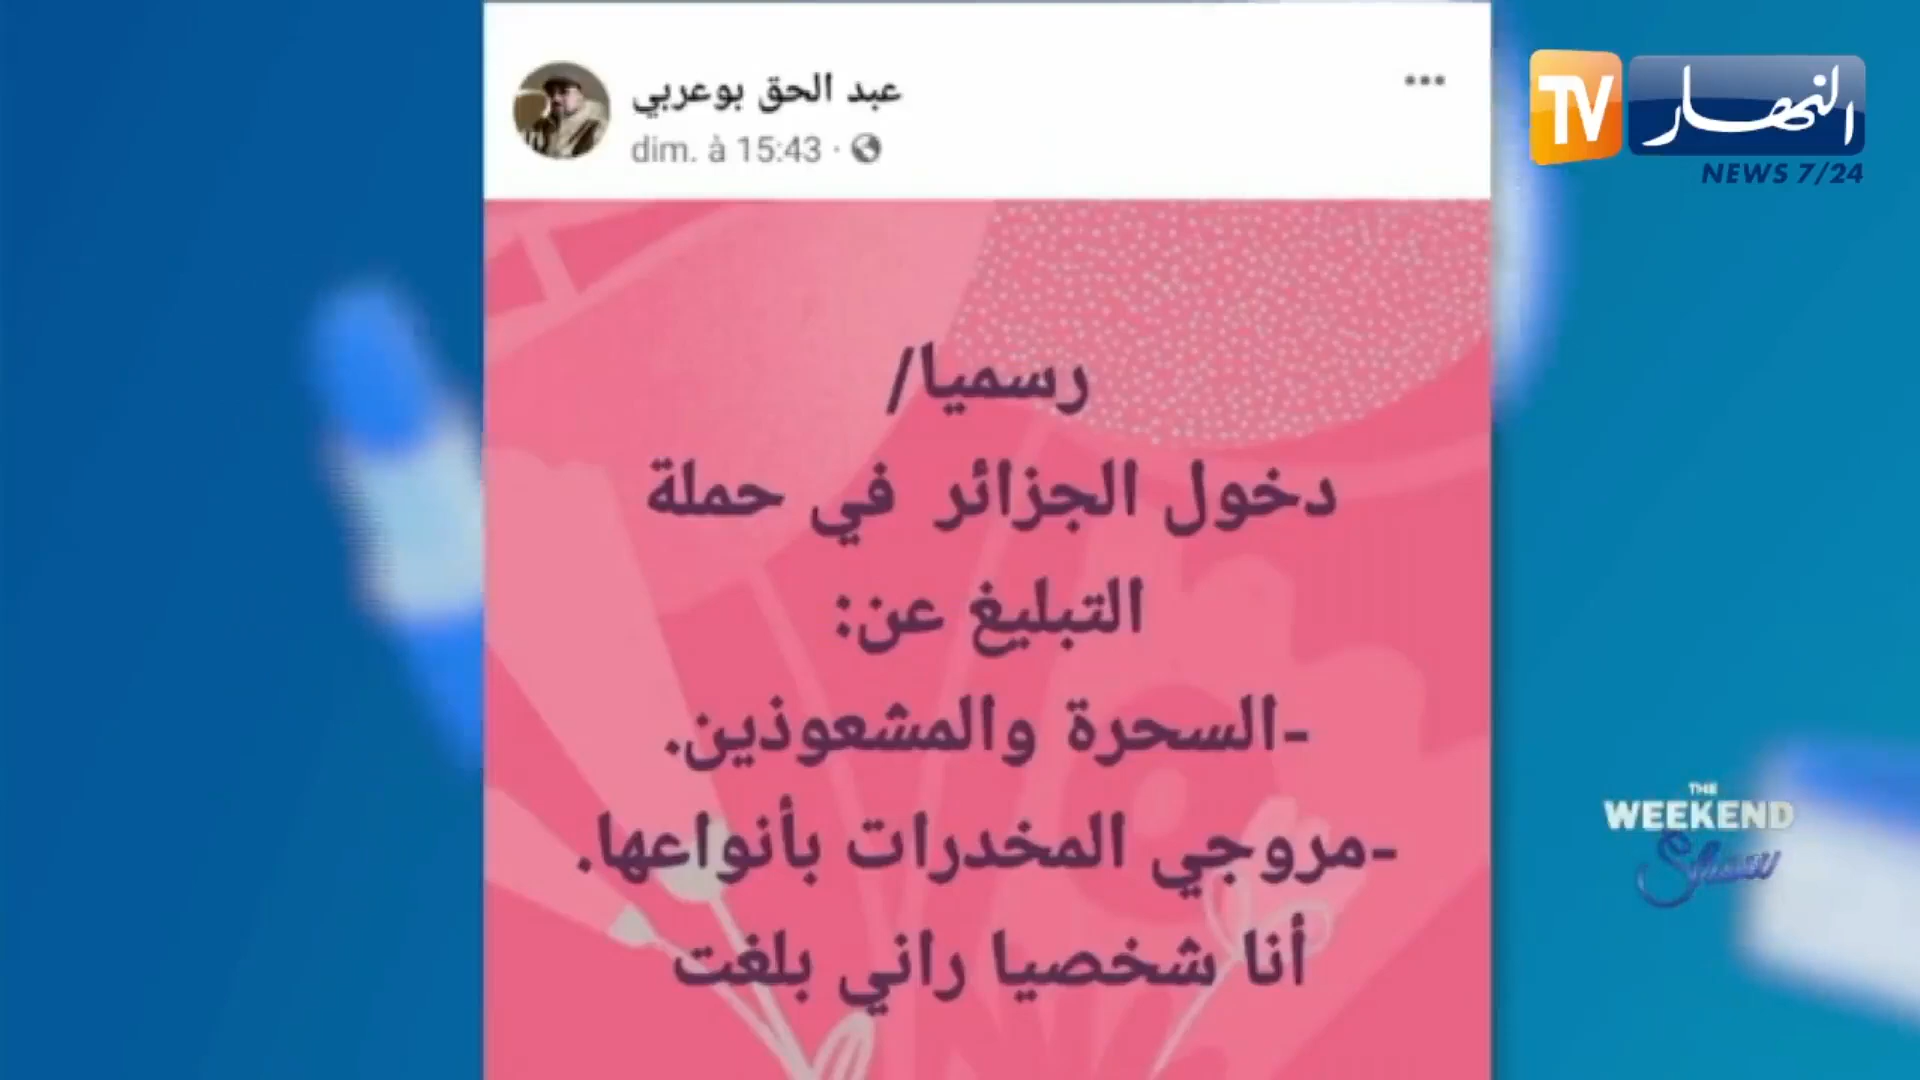 عبد الحق بوعربي
dim. à 15:43 ·
TV النهار
NEWS 7/24
رسميا/
دخول الجزائر في حملة
التبليغ عن:
-السحرة والمشعوذين.
-مروجي المخدرات بأنواعها.
أنا شخصيا راني بلغت
THE
WEEKEND
Show